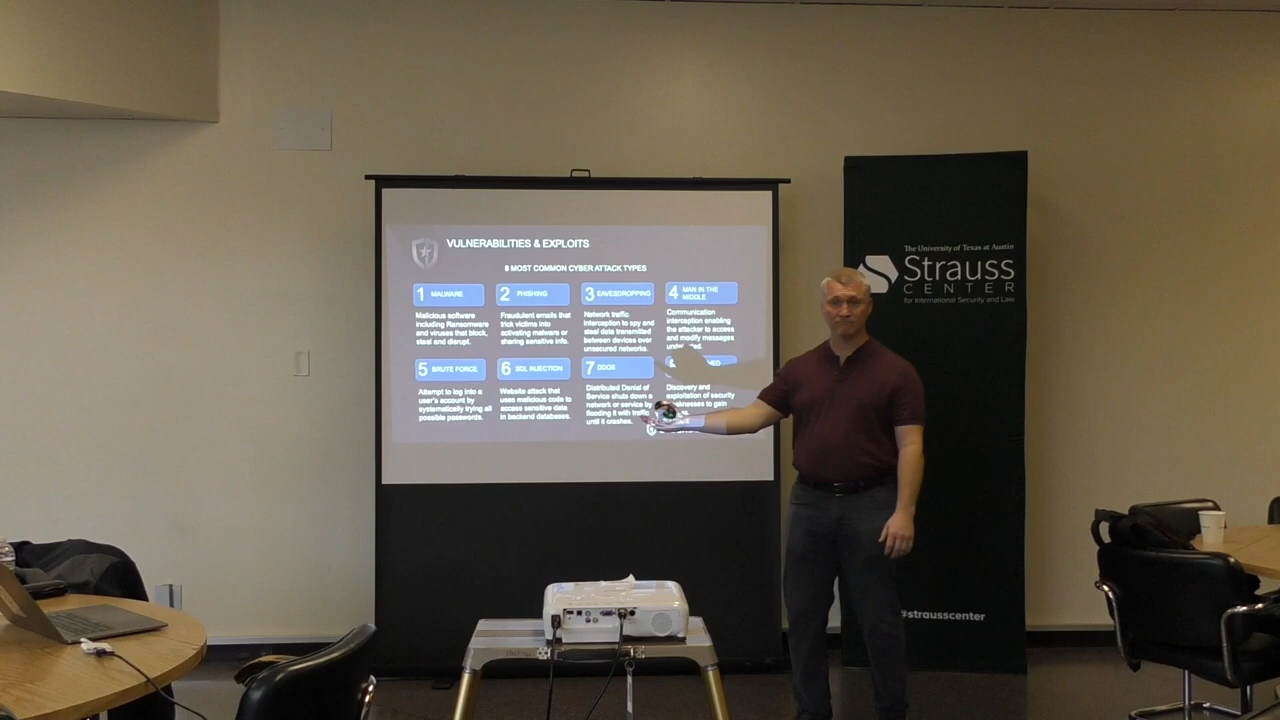 VULNERABILITIES & EXPLOITS
8 MOST COMMON CYBER ATTACK TYPES
1 MALWARE
Malicious software
including Ransomware
and viruses that block,
steal and disrupt.
2 PHISHING
Fraudulent emails that
trick victims into
activating malware or
sharing sensitive info.
3 EAVESDROPPING
Network traffic
interception to spy and
steal data transmitted
between devices over
unsecured networks.
4 MAN IN THE
MIDDLE
Communication
interception enabling
the attacker to access
and modify messages
5 BRUTE FORCE
Attempt to log into a
user's account by
systematically trying all
possible passwords.
6 SQL INJECTION
Website attack that
uses malicious code to
access sensitive data
in backend databases.
7 DDOS
Distributed Denial of
Service shuts down a
network or service by
flooding it with traffic
until it crashes.
Discovery and
exploitation of security
to gain
The University of Texas at Austin
Strauss
CENTER
for International Security and Law
#strausscenter